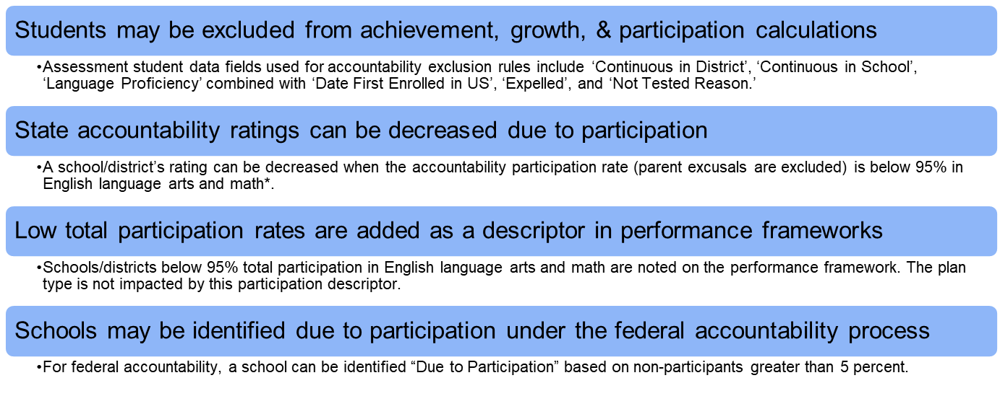 Students may be excluded from achievement, growth, & participation calculations
•Assessment student data fields used for accountability exclusion rules include ‘Continuous in District’, ‘Continuous in School’,
‘Language Proficiency’ combined with ‘Date First Enrolled in US’, ‘Expelled’, and ‘Not Tested Reason.’
State accountability ratings can be decreased due to participation
•A school/district’s rating can be decreased when the accountability participation rate (parent excusals are excluded) is below 95% in
English language arts and math*.
Low total participation rates are added as a descriptor in performance frameworks
•Schools/districts below 95% total participation in English language arts and math are noted on the performance framework. The plan
type is not impacted by this participation descriptor.
Schools may be identified due to participation under the federal accountability process
•For federal accountability, a school can be identified “Due to Participation” based on non-participants greater than 5 percent.